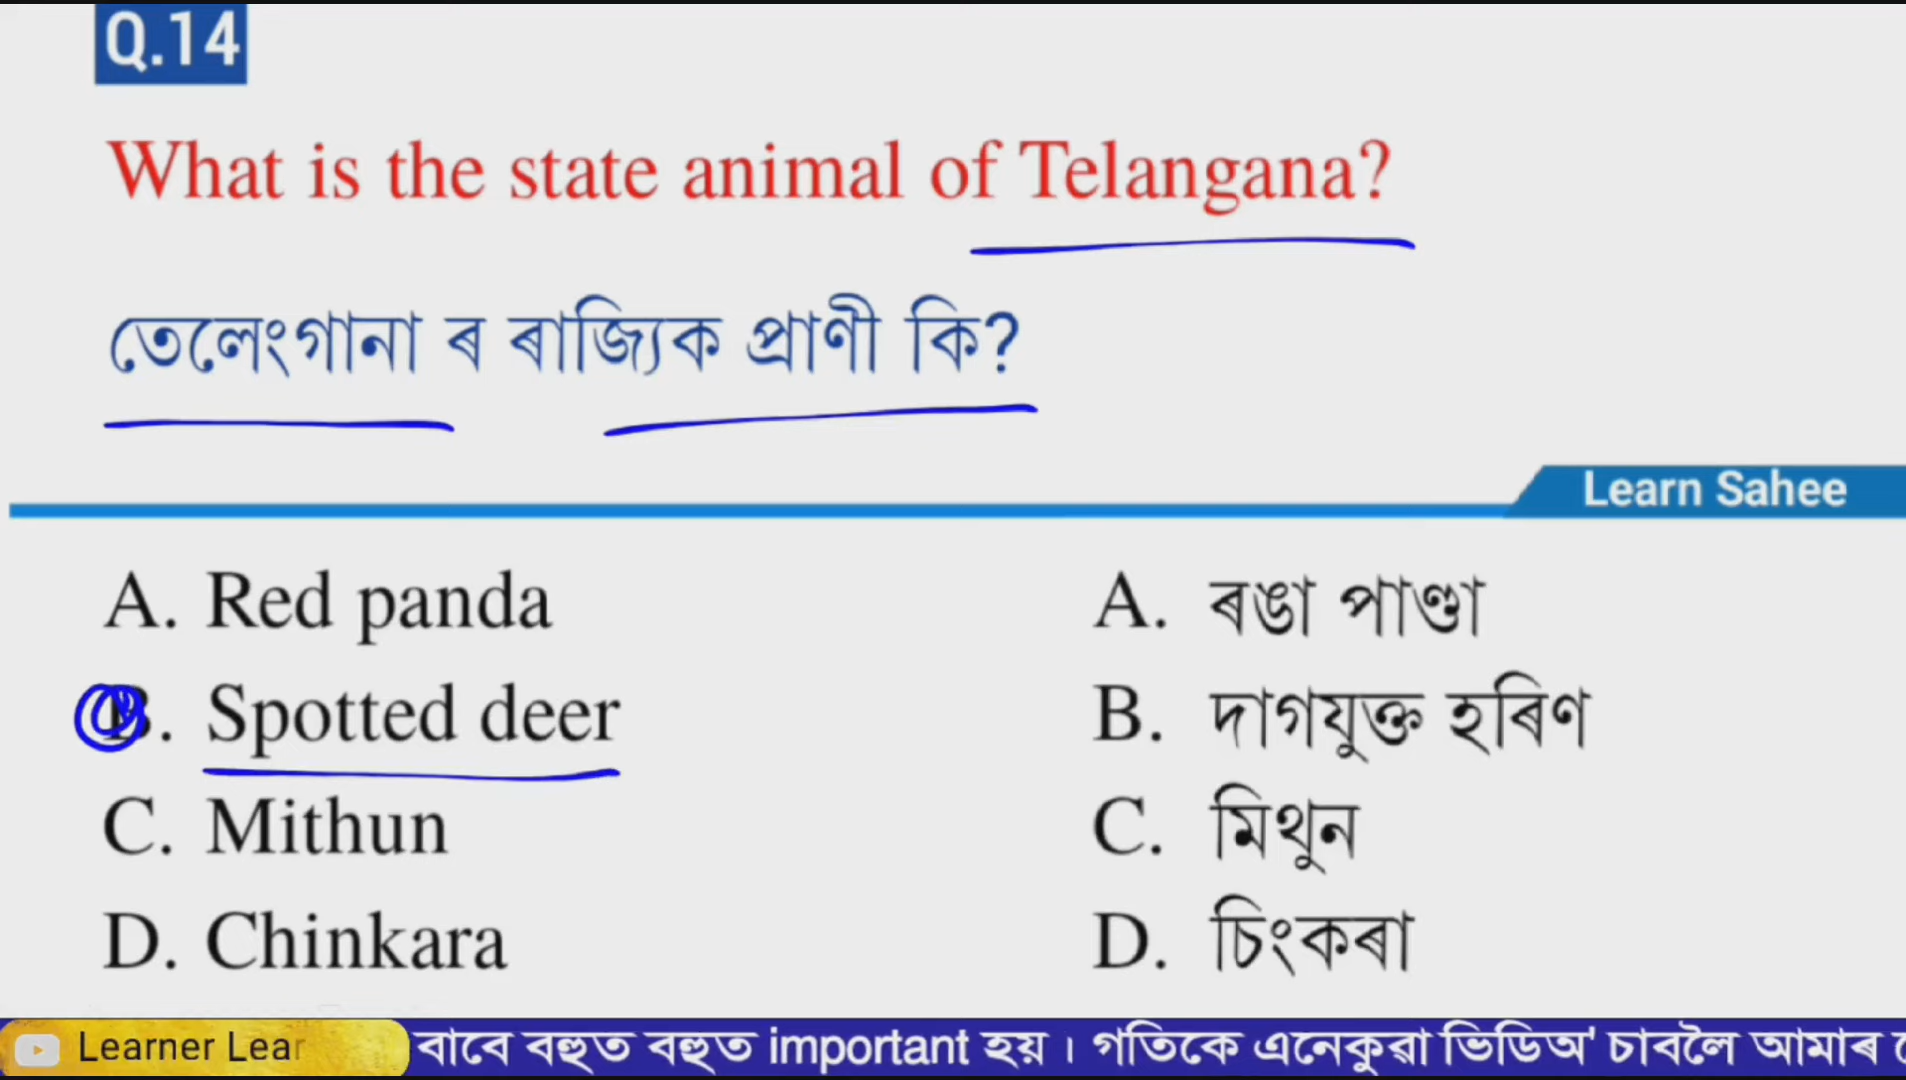 Q.14
What is the state animal of Telangana?
তেলেংগানা ৰ ৰাজ্যিক প্ৰাণী কি?
Learn Sahee
A. Red panda
B. Spotted deer
C. Mithun
D. Chinkara
A. ৰঙা পাণ্ডা
B. দাগযুক্ত হৰিণ
C. মিথুন
D. চিংকৰা
Learner Lear
বাবে বহুত বহুত important হয়। গতিকে এনেকুৱা ভিডিঅ' চাবলৈ আমাৰ